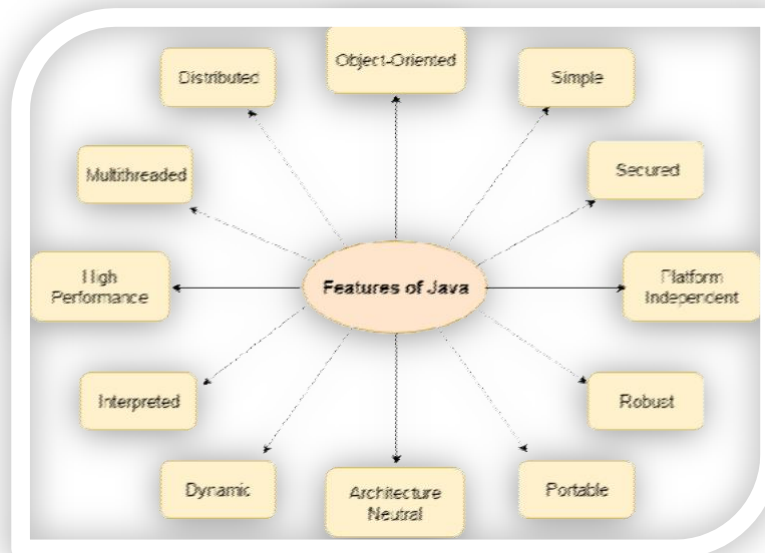 Object-Oriented
Distributed
Simple
Multithreaded
Secured
High
Performance
Features of Java
Platform
Independent
Interpreted
Robust
Dynamic
Architecture
Neutral
Portable